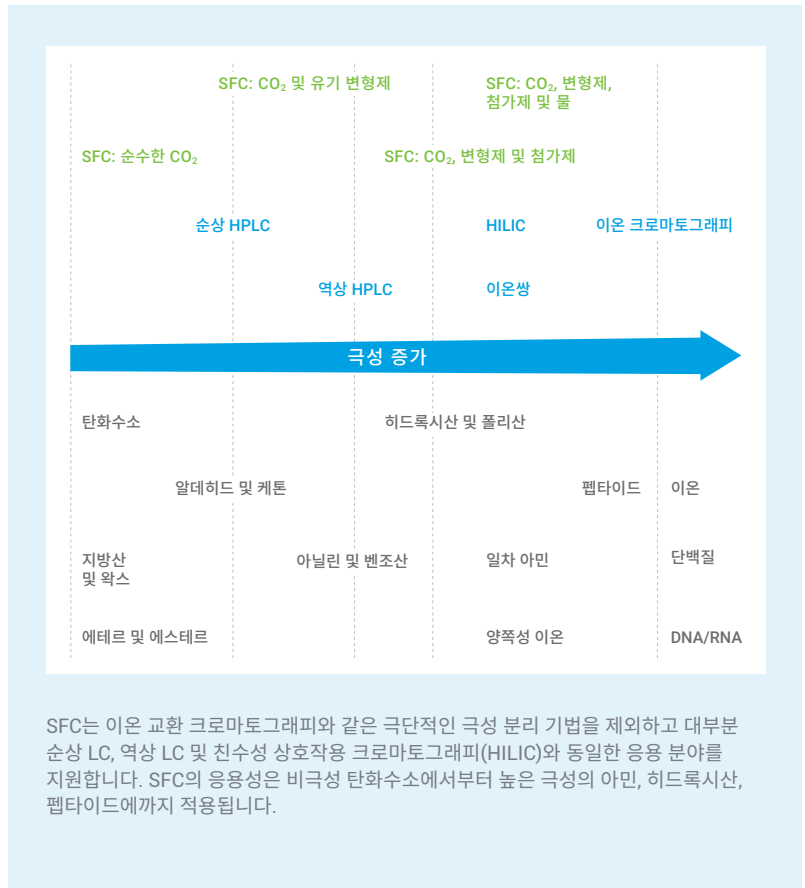 SFC: CO₂ 및 유기 변형제
SFC: CO₂, 변형제,
첨가제 및 물
SFC: 순수한 CO₂
SFC: CO₂, 변형제 및 첨가제
순상 HPLC
HILIC
이온 크로마토그래피
역상 HPLC
이온쌍
극성 증가
탄화수소
히드록시산 및 폴리산
알데히드 및 케톤
펩타이드
이온
지방산
및 왁스
아닐린 및 벤조산
일차 아민
단백질
에테르 및 에스테르
양쪽성 이온
DNA/RNA
SFC는 이온 교환 크로마토그래피와 같은 극단적인 극성 분리 기법을 제외하고 대부분
순상 LC, 역상 LC 및 친수성 상호작용 크로마토그래피(HILIC)와 동일한 응용 분야를
지원합니다. SFC의 응용성은 비극성 탄화수소에서부터 높은 극성의 아민, 히드록시산,
펩타이드에까지 적용됩니다.